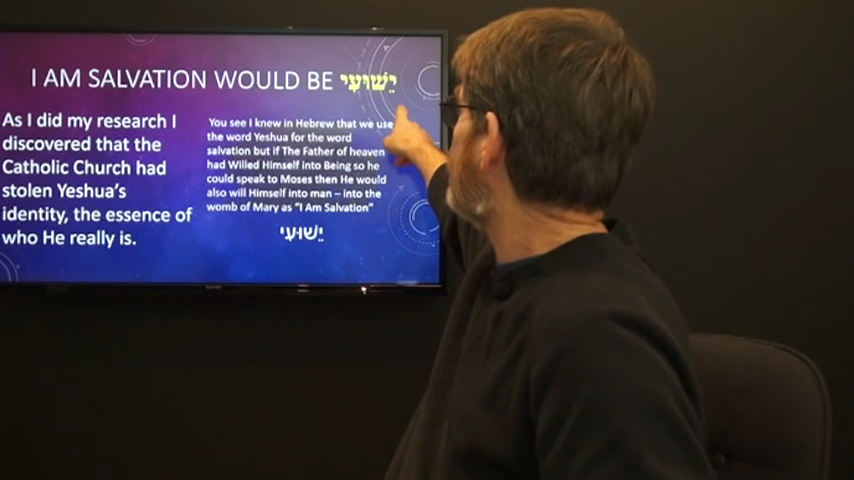 I AM SALVATION WOULD BE יֵשׁוּעִי
As I did my research I
discovered that the
Catholic Church had
stolen Yeshua's
identity, the essence of
who He really is.
You see I knew in Hebrew that we use
the word Yeshua for the word
salvation but if The Father of heaven
had Willed Himself into Being so he
could speak to Moses then He would
also will Himself into man – into the
womb of Mary as "I Am Salvation"
יֵשׁוּעִי